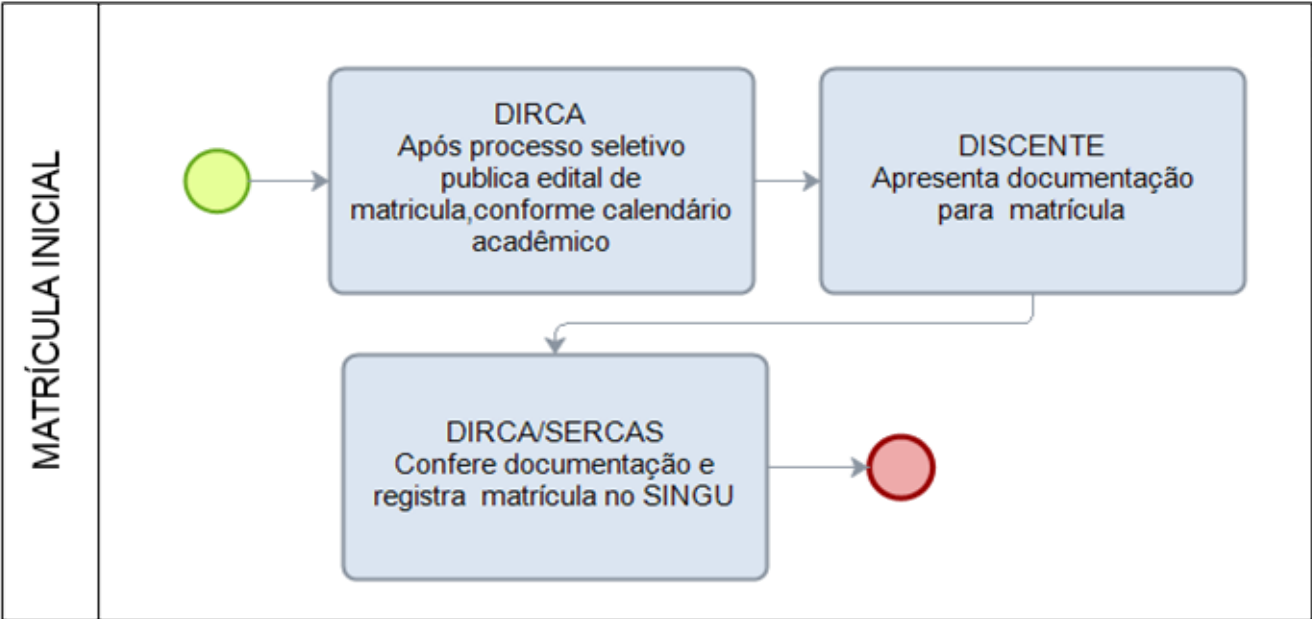 MATRÍCULA INICIAL
DIRCA
Após processo seletivo
publica edital de
matricula,conforme calendário
acadêmico
DISCENTE
Apresenta documentação
para matrícula
DIRCA/SERCAS
Confere documentação e
registra matrícula no SINGU